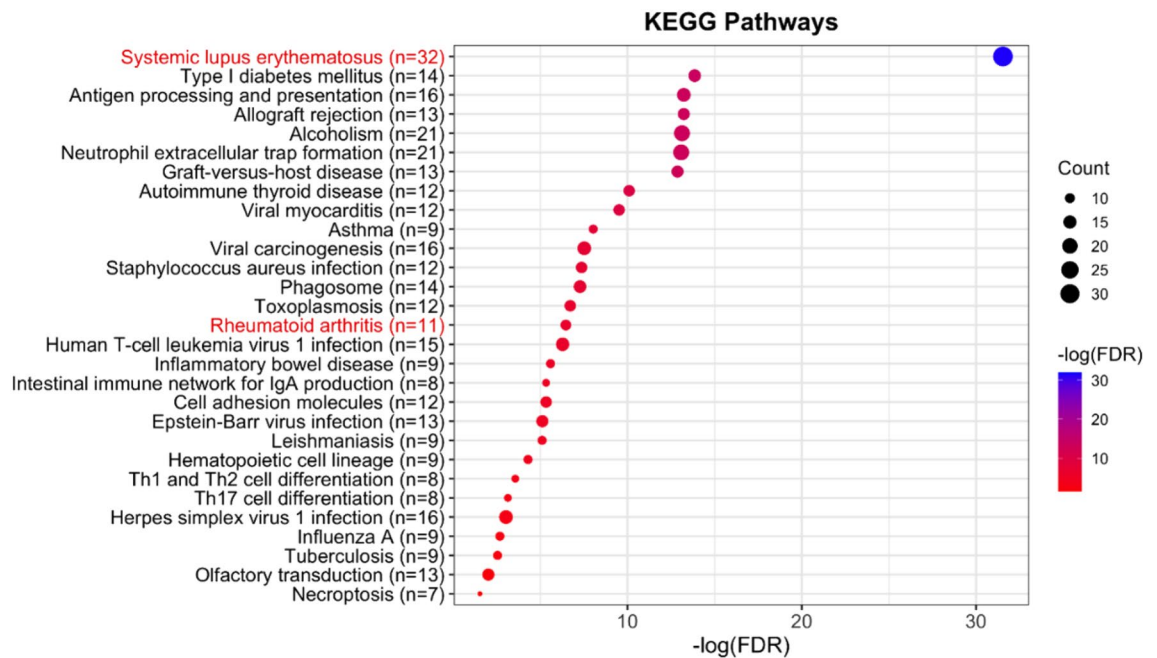 KEGG Pathways
Systemic lupus erythematosus (n=32)
Type I diabetes mellitus (n=14)
Antigen processing and presentation (n=16)
Allograft rejection (n=13)
Alcoholism (n=21)
Neutrophil extracellular trap formation (n=21)
Graft-versus-host disease (n=13)
Autoimmune thyroid disease (n=12)
Viral myocarditis (n=12)
Asthma (n=9)
Viral carcinogenesis (n=16)
Staphylococcus aureus infection (n=12)
Phagosome (n=14)
Toxoplasmosis (n=12)
Rheumatoid arthritis (n=11)
Human T-cell leukemia virus 1 infection (n=15)
Inflammatory bowel disease (n=9)
Intestinal immune network for IgA production (n=8)
Cell adhesion molecules (n=12)
Epstein-Barr virus infection (n=13)
Leishmaniasis (n=9)
Hematopoietic cell lineage (n=9)
Th1 and Th2 cell differentiation (n=8)
Th17 cell differentiation (n=8)
Herpes simplex virus 1 infection (n=16)
Influenza A (n=9)
Tuberculosis (n=9)
Olfactory transduction (n=13)
Necroptosis (n=7)
10 20 30
-log(FDR)
Count
10
15
20
25
30
-log(FDR)
30
20
10